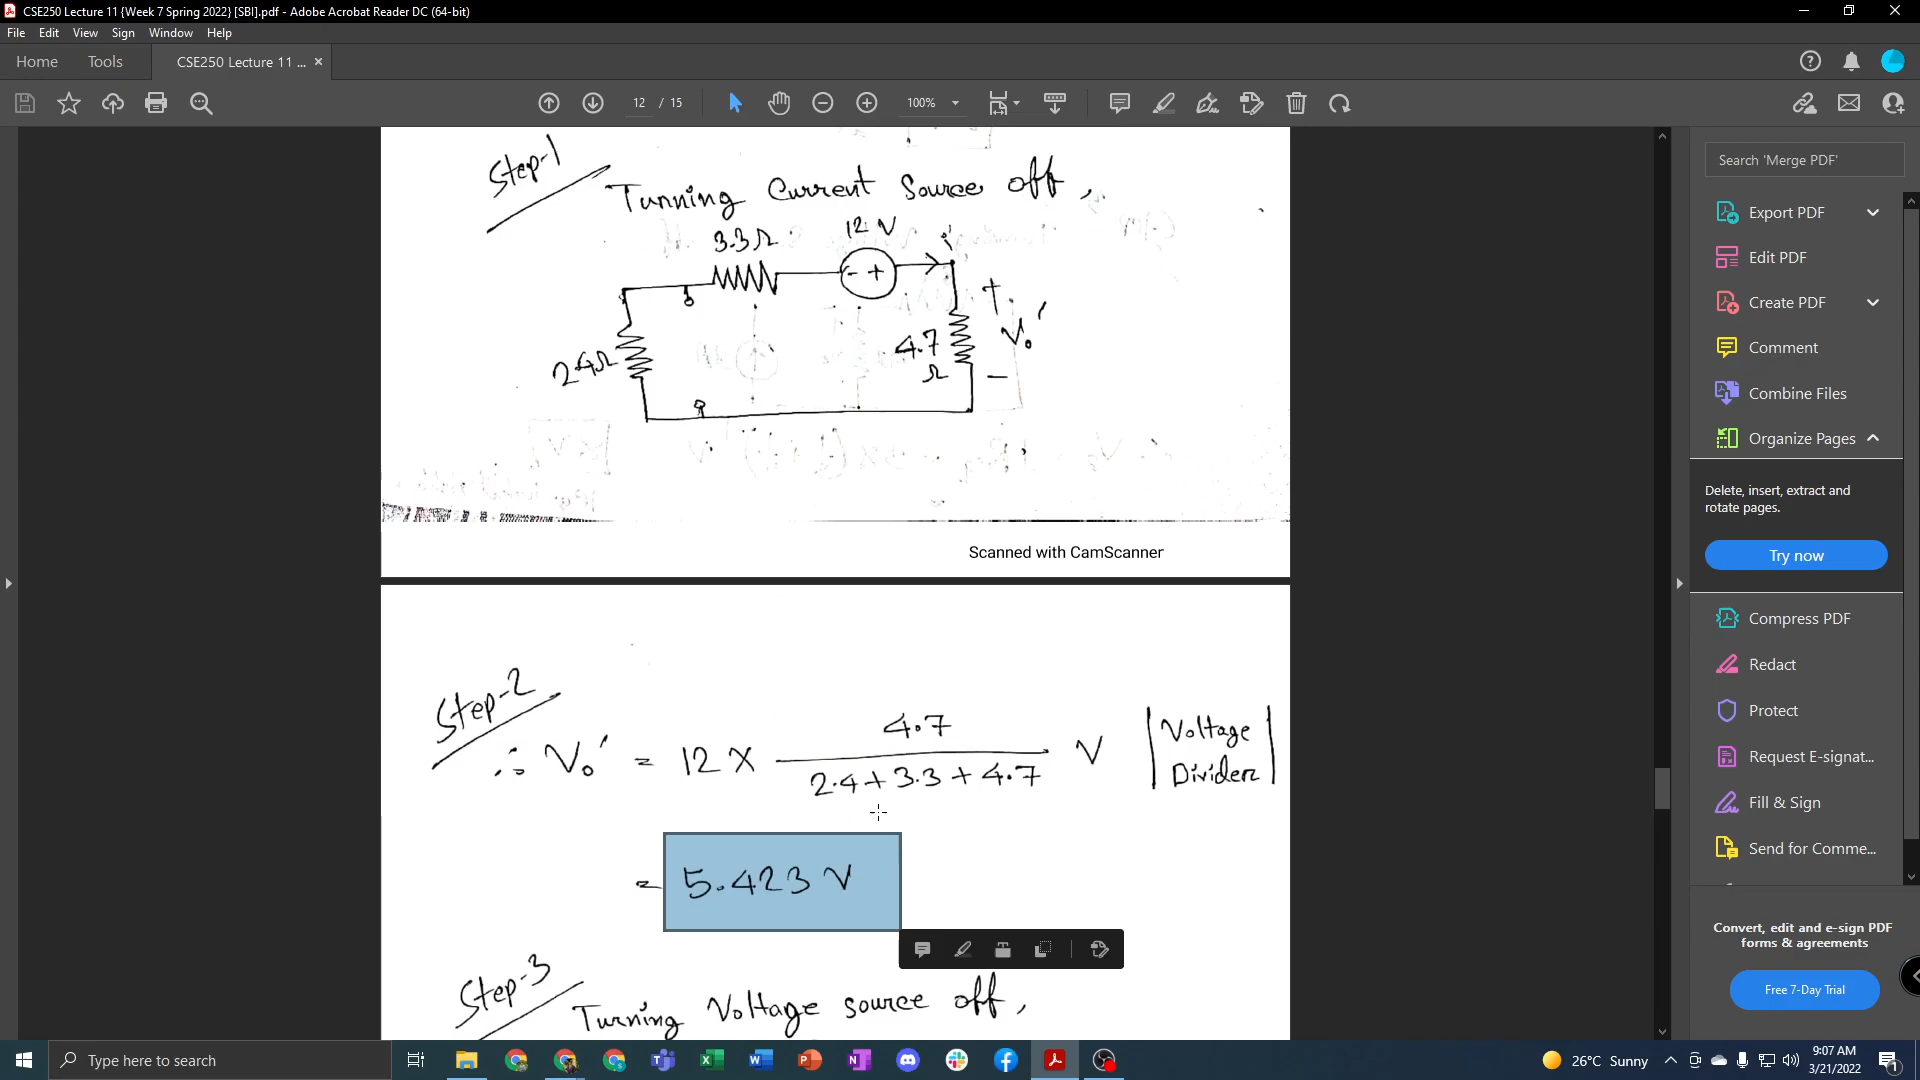 CSE250 Lecture 11 {Week 7 Spring 2022} [SBI].pdf - Adobe Acrobat Reader DC (64-bit)
File Edit View Sign Window Help
Home Tools CSE250 Lecture 11 ... ×
12 / 15 100%
Search 'Merge PDF'
Export PDF
Edit PDF
Create PDF
Comment
Combine Files
Organize Pages
Delete, insert, extract and
rotate pages.
Try now
Compress PDF
Redact
Protect
Request E-signat...
Fill & Sign
Send for Comme...
Convert, edit and e-sign PDF
forms & agreements
Free 7-Day Trial
Step-1
Turning Current Source off,
3.3Ω 12 V i'
- +
2.4Ω 4.7 Ω + Vo' -
Scanned with CamScanner
Step-2
∴ Vo' = 12 X 4.7 / 2.4 + 3.3 + 4.7 V | Voltage Divider |
= 5.423 V
Step-3
Turning Voltage source off,
Type here to search
26°C Sunny
9:07 AM
3/21/2022
1